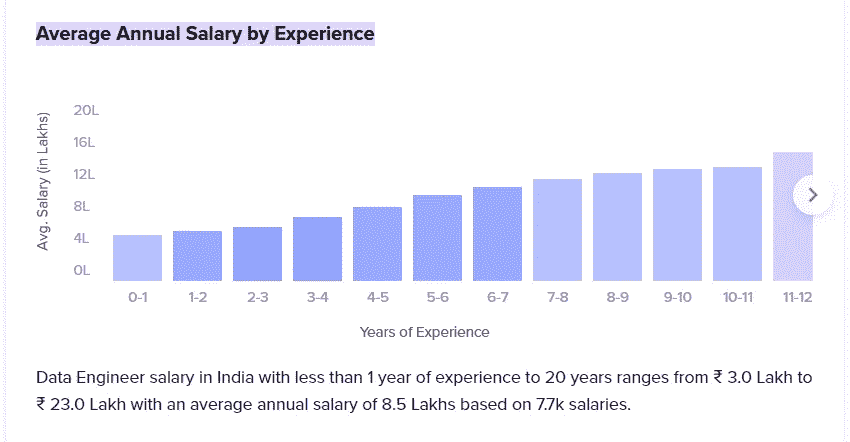 Average Annual Salary by Experience
Avg. Salary (in Lakhs)
20L
16L
12L
8L
4L
0L
0-1 1-2 2-3 3-4 4-5 5-6 6-7 7-8 8-9 9-10 10-11 11-12
Years of Experience
Data Engineer salary in India with less than 1 year of experience to 20 years ranges from ₹ 3.0 Lakh to
₹ 23.0 Lakh with an average annual salary of 8.5 Lakhs based on 7.7k salaries.